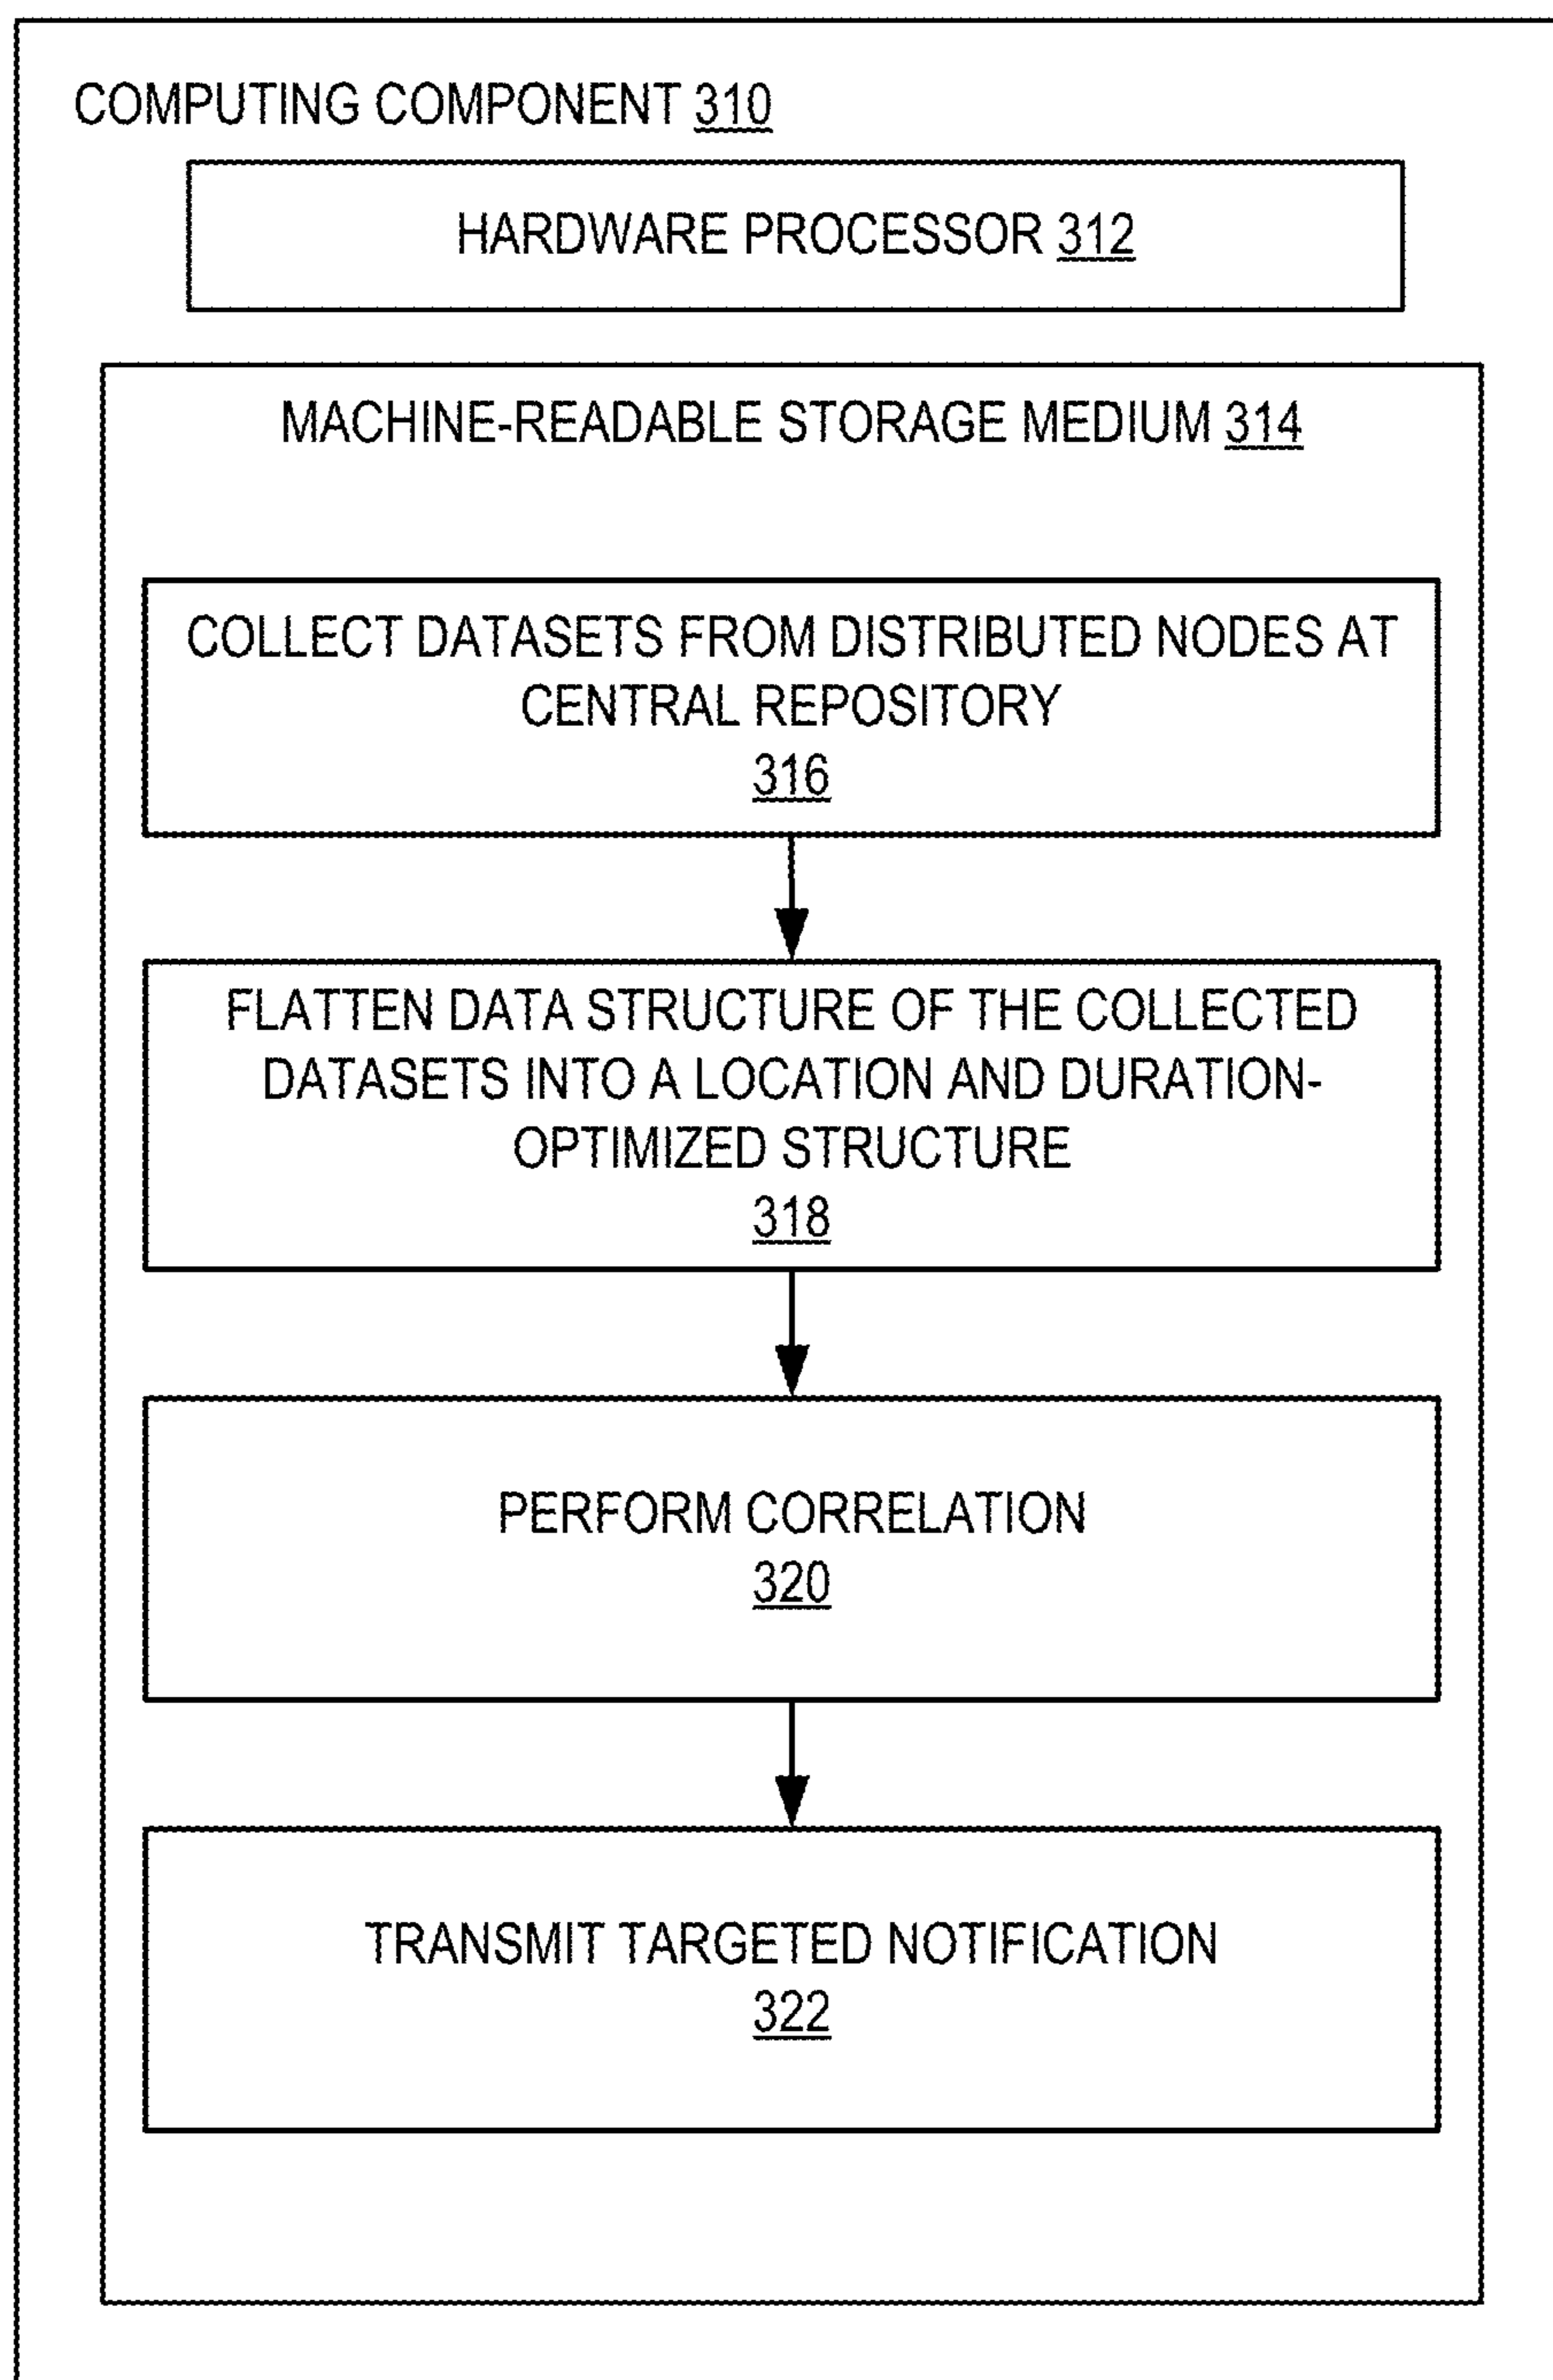 COMPUTING COMPONENT 310
HARDWARE PROCESSOR 312
MACHINE-READABLE STORAGE MEDIUM 314
COLLECT DATASETS FROM DISTRIBUTED NODES AT
CENTRAL REPOSITORY
316
FLATTEN DATA STRUCTURE OF THE COLLECTED
DATASETS INTO A LOCATION AND DURATION-
OPTIMIZED STRUCTURE
318
PERFORM CORRELATION
320
TRANSMIT TARGETED NOTIFICATION
322